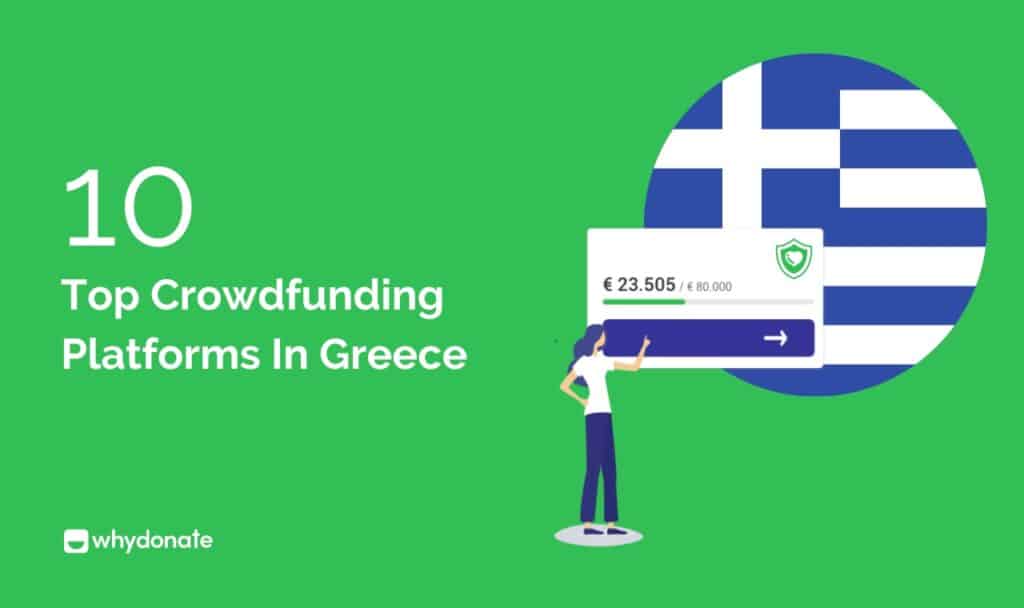 10
Top Crowdfunding
Platforms In Greece
€ 23.505 / € 80.000
whydonate